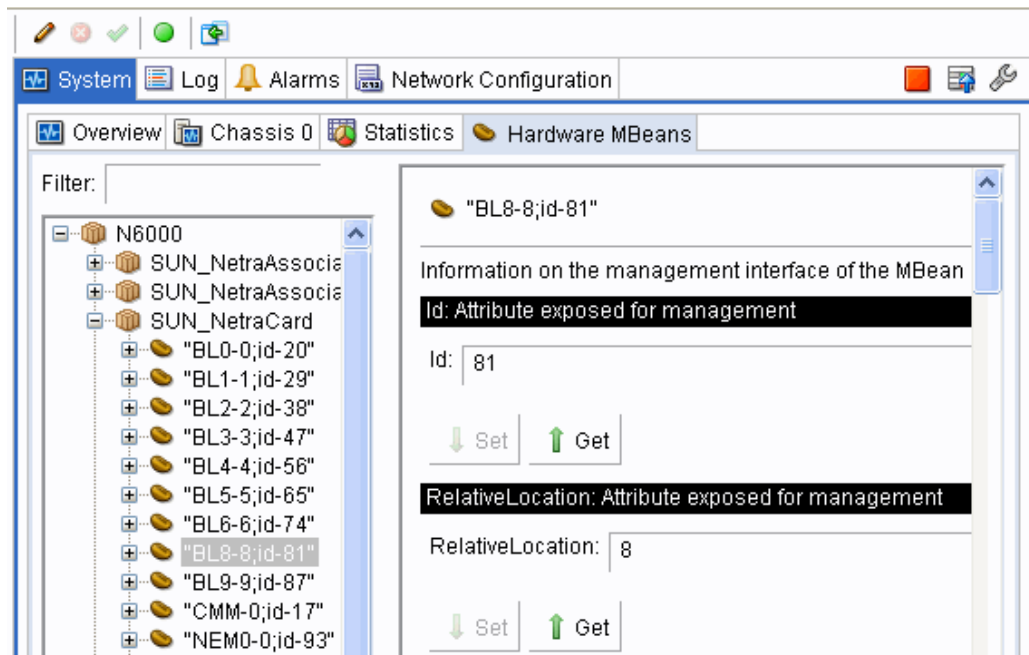 System Log Alarms Network Configuration
Overview Chassis 0 Statistics Hardware MBeans
Filter:
N6000
SUN_NetraAssocia
SUN_NetraAssocia
SUN_NetraCard
"BL0-0;id-20"
"BL1-1;id-29"
"BL2-2;id-38"
"BL3-3;id-47"
"BL4-4;id-56"
"BL5-5;id-65"
"BL6-6;id-74"
"BL8-8;id-81"
"BL9-9;id-87"
"CMM-0;id-17"
"NEM0-0;id-93"
"BL8-8;id-81"
Information on the management interface of the MBean
Id: Attribute exposed for management
Id: 81
Set Get
RelativeLocation: Attribute exposed for management
RelativeLocation: 8
Set Get